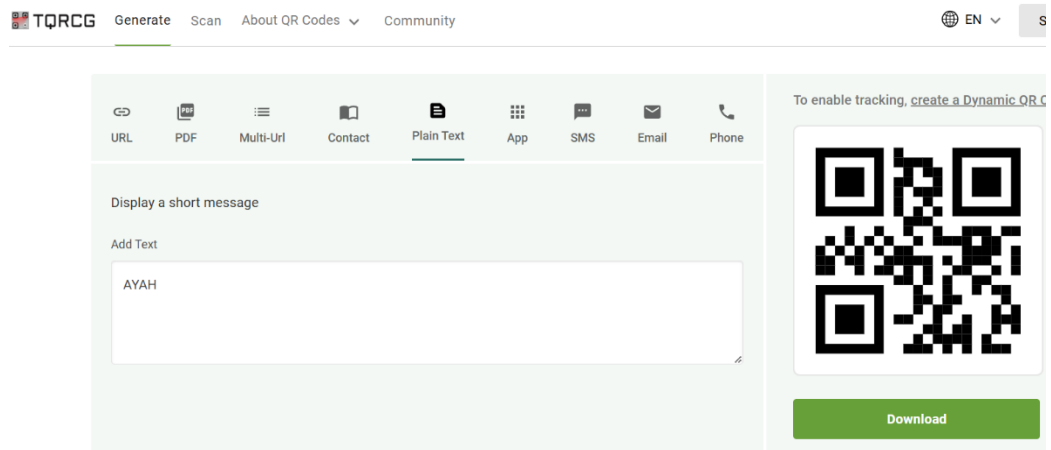 TQRCG Generate Scan About QR Codes Community EN S
To enable tracking, create a Dynamic QR C
URL PDF Multi-Url Contact Plain Text App SMS Email Phone
Display a short message
Add Text
AYAH
Download